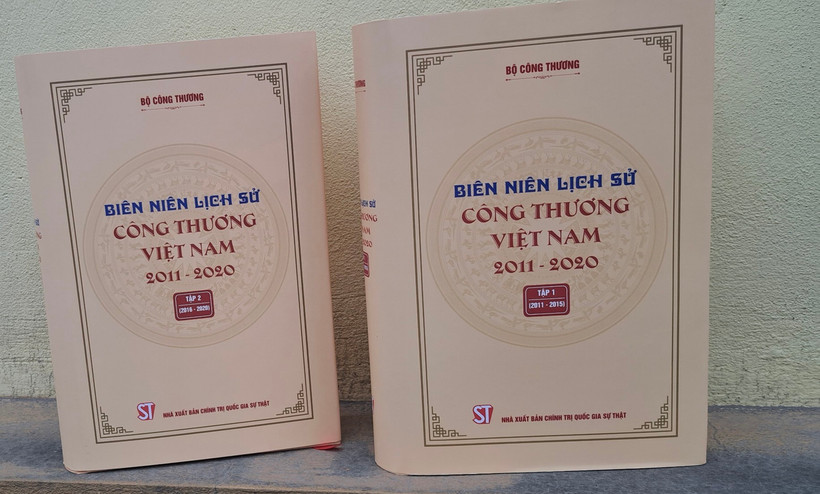 BỘ CÔNG THƯƠNG
BIÊN NIÊN LỊCH SỬ
CÔNG THƯƠNG
VIỆT NAM
2011 - 2020
TẬP 2
(2016 - 2020)
ST
NHÀ XUẤT BẢN CHÍNH TRỊ QUỐC GIA SỰ THẬT
BỘ CÔNG THƯƠNG
BIÊN NIÊN LỊCH SỬ
CÔNG THƯƠNG
VIỆT NAM
2011 - 2020
TẬP 1
(2011 - 2015)
ST
NHÀ XUẤT BẢN CHÍNH TRỊ QUỐC GIA SỰ THẬT